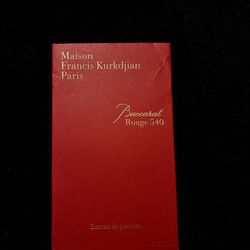 Maison
Francis Kurkdjian
Paris
Baccarat
Rouge 540
Extrait de parfum